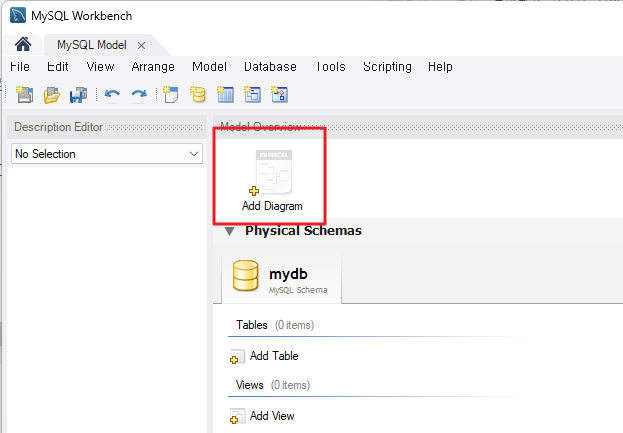 MySQL Workbench
MySQL Model
File Edit View Arrange Model Database Tools Scripting Help
Description Editor
Model Overview
No Selection
PHYSICAL
Add Diagram
Physical Schemas
mydb
MySQL Schema
Tables (0 items)
Add Table
Views (0 items)
Add View